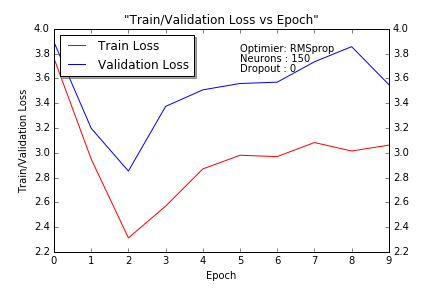 "Train/Validation Loss vs Epoch"
4.0 4.0
Train Loss
Validation Loss
Optimier: RMSprop
Neurons : 150
Dropout : 0
3.8 3.8
3.6 3.6
3.4 3.4
3.2 3.2
3.0 3.0
2.8 2.8
2.6 2.6
2.4 2.4
2.2 2.2
Train/Validation Loss
0 1 2 3 4 5 6 7 8 9
Epoch